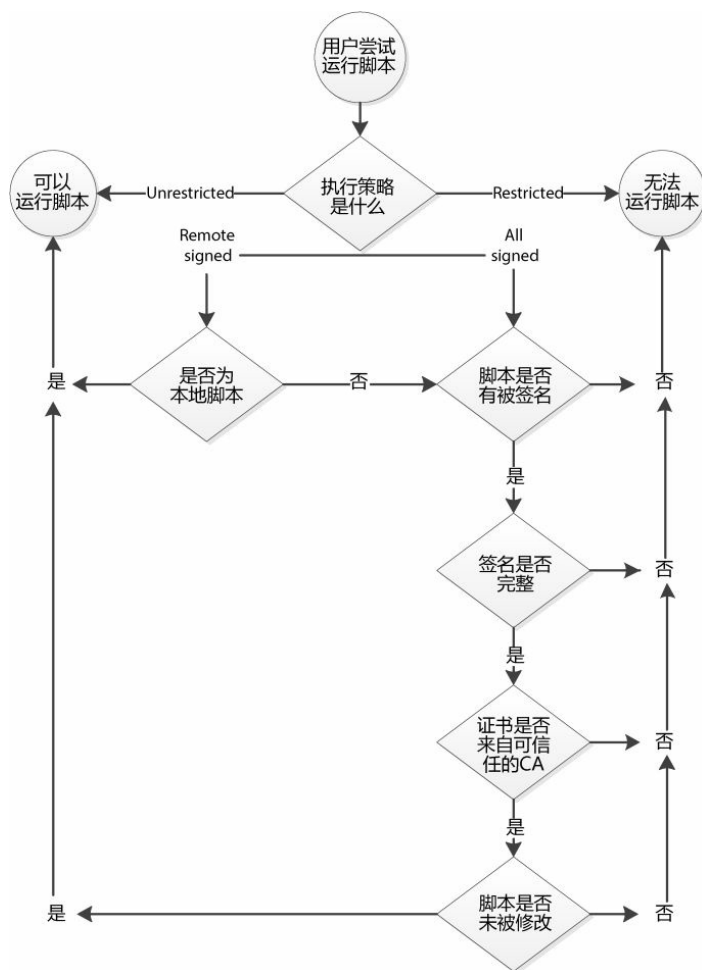 用户尝试
运行脚本
可以
运行脚本
Unrestricted
执行策略
是什么
Restricted
无法
运行脚本
Remote
signed
All
signed
是
是否为
本地脚本
否
脚本是否
有被签名
否
是
签名是否
完整
否
是
证书是否
来自可信
任的CA
否
是
是
脚本是否
未被修改
否